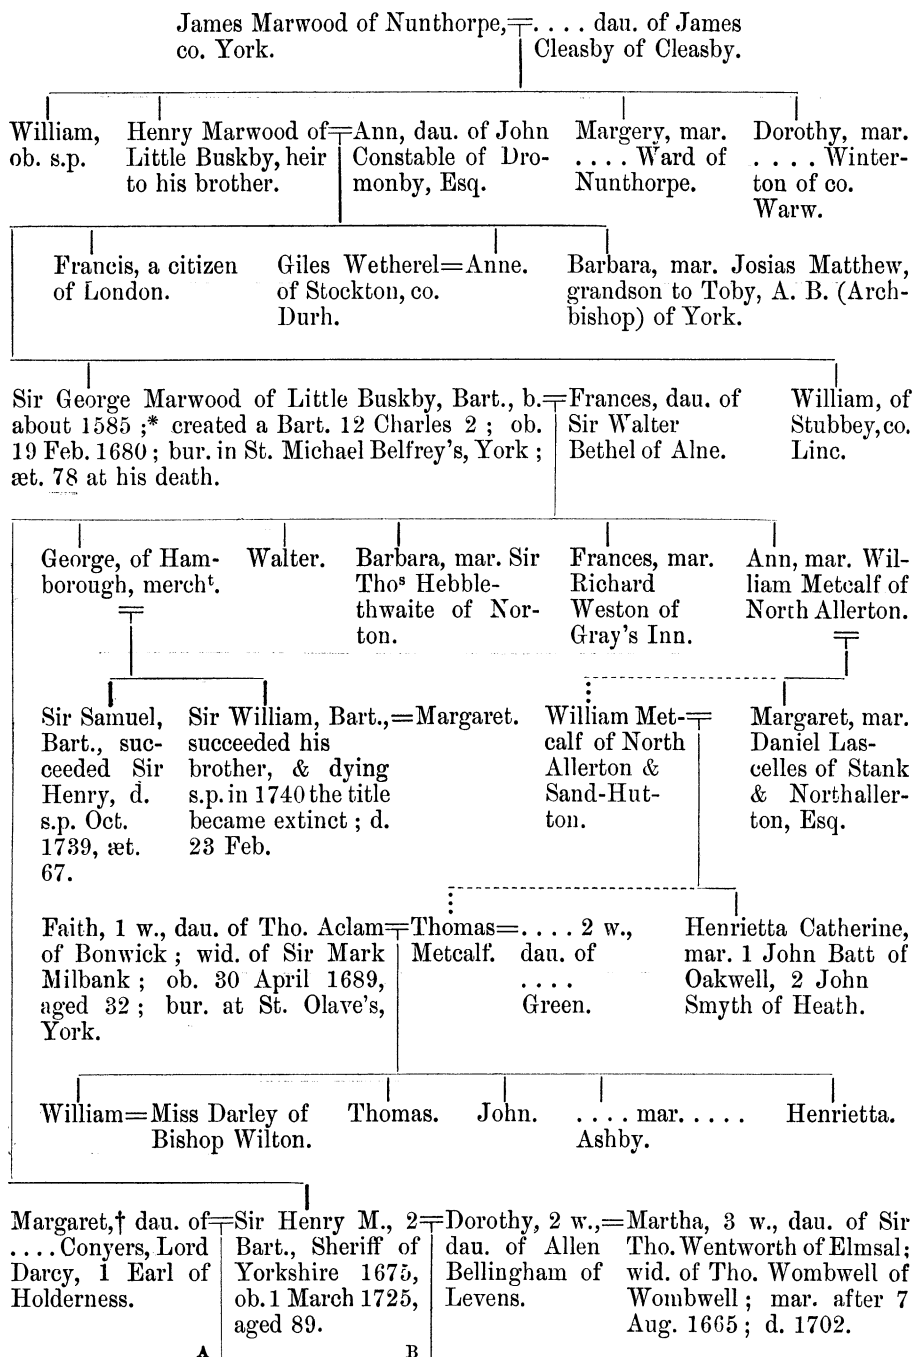 James Marwood of Nunthorpe,=.... dau. of James
co. York. Cleasby of Cleasby.
William,
ob. s.p.
Henry Marwood of=Ann, dau. of John
Little Buskby, heir Constable of Dro-
to his brother. monby, Esq.
Margery, mar.
.... Ward of
Nunthorpe.
Dorothy, mar.
.... Winter-
ton of co.
Warw.
Francis, a citizen
of London.
Giles Wetherel=Anne.
of Stockton, co.
Durh.
Barbara, mar. Josias Matthew,
grandson to Toby, A. B. (Arch-
bishop) of York.
Sir George Marwood of Little Buskby, Bart., b.=Frances, dau. of
about 1585 ;* created a Bart. 12 Charles 2 ; ob. Sir Walter
19 Feb. 1680 ; bur. in St. Michael Belfrey's, York ; Bethel of Alne.
æt. 78 at his death.
William, of
Stubbey, co.
Linc.
George, of Ham-
borough, mercht.
Walter.
Barbara, mar. Sir
Thos Hebble-
thwaite of Nor-
ton.
Frances, mar.
Richard
Weston of
Gray's Inn.
Ann, mar. Wil-
liam Metcalf of
North Allerton.
Sir Samuel,
Bart., suc-
ceeded Sir
Henry, d.
s.p. Oct.
1739, æt.
67.
Sir William, Bart.,=Margaret.
succeeded his
brother, & dying
s.p. in 1740 the title
became extinct ; d.
23 Feb.
William Met-=
calf of North
Allerton &
Sand-Hut-
ton.
Margaret, mar.
Daniel Las-
celles of Stank
& Northaller-
ton, Esq.
Faith, 1 w., dau. of Tho. Aclam=Thomas=.... 2 w.,
of Bonwick ; wid. of Sir Mark Metcalf. dau. of
Milbank ; ob. 30 April 1689, ....
aged 32 ; bur. at St. Olave's, Green.
York.
Henrietta Catherine,
mar. 1 John Batt of
Oakwell, 2 John
Smyth of Heath.
William=Miss Darley of
Bishop Wilton.
Thomas.
John.
.... mar.....
Ashby.
Henrietta.
Margaret,† dau. of=Sir Henry M., 2=Dorothy, 2 w.,=Martha, 3 w., dau. of Sir
.... Conyers, Lord Bart., Sheriff of dau. of Allen Tho. Wentworth of Elmsal;
Darcy, 1 Earl of Yorkshire 1675, Bellingham of wid. of Tho. Wombwell of
Holderness. ob. 1 March 1725, Levens. Wombwell ; mar. after 7
aged 89. Aug. 1665 ; d. 1702.
A B